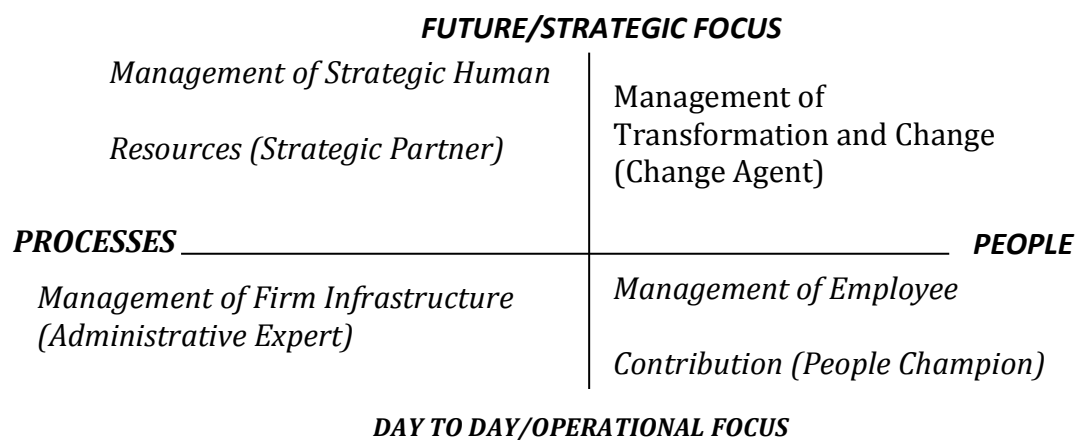 FUTURE/STRATEGIC FOCUS
Management of Strategic Human
Resources (Strategic Partner)
Management of
Transformation and Change
(Change Agent)
PROCESSES
PEOPLE
Management of Firm Infrastructure
(Administrative Expert)
Management of Employee
Contribution (People Champion)
DAY TO DAY/OPERATIONAL FOCUS